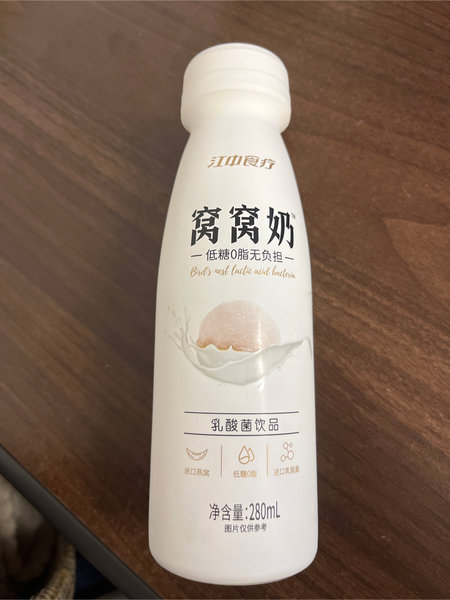 江中食疗
窝窝奶™
低糖0脂无负担
Bird's nest lactic acid bacteria
乳酸菌饮品
进口燕窝 低糖0脂 进口乳酸菌
净含量:280mL
图片仅供参考